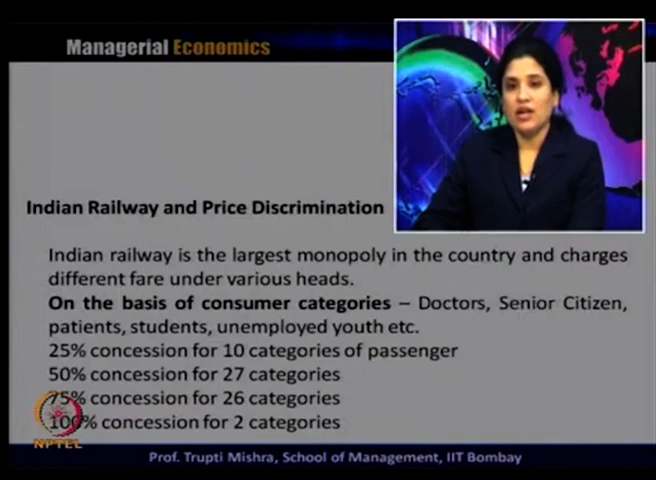 Managerial Economics
Indian Railway and Price Discrimination
Indian railway is the largest monopoly in the country and charges
different fare under various heads.
On the basis of consumer categories – Doctors, Senior Citizen,
patients, students, unemployed youth etc.
25% concession for 10 categories of passenger
50% concession for 27 categories
75% concession for 26 categories
100% concession for 2 categories
NPTEL
Prof. Trupti Mishra, School of Management, IIT Bombay